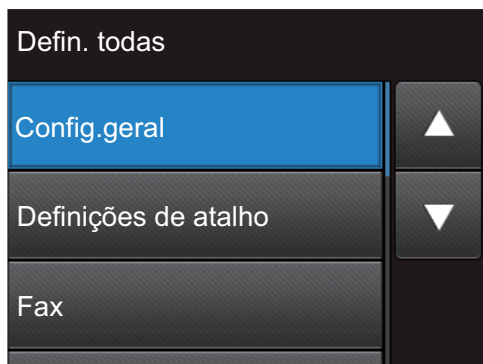 Defin. todas
Config.geral
Definições de atalho
Fax